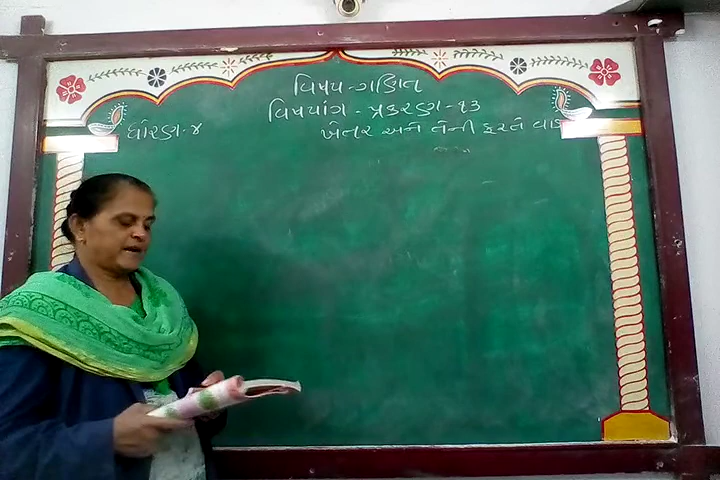 વિષય - ગણિત
વિષયાંગ - પ્રકરણ - ૧૩
ધોરણ - ૪
ખેતર અને તેની ફરતે વાડ